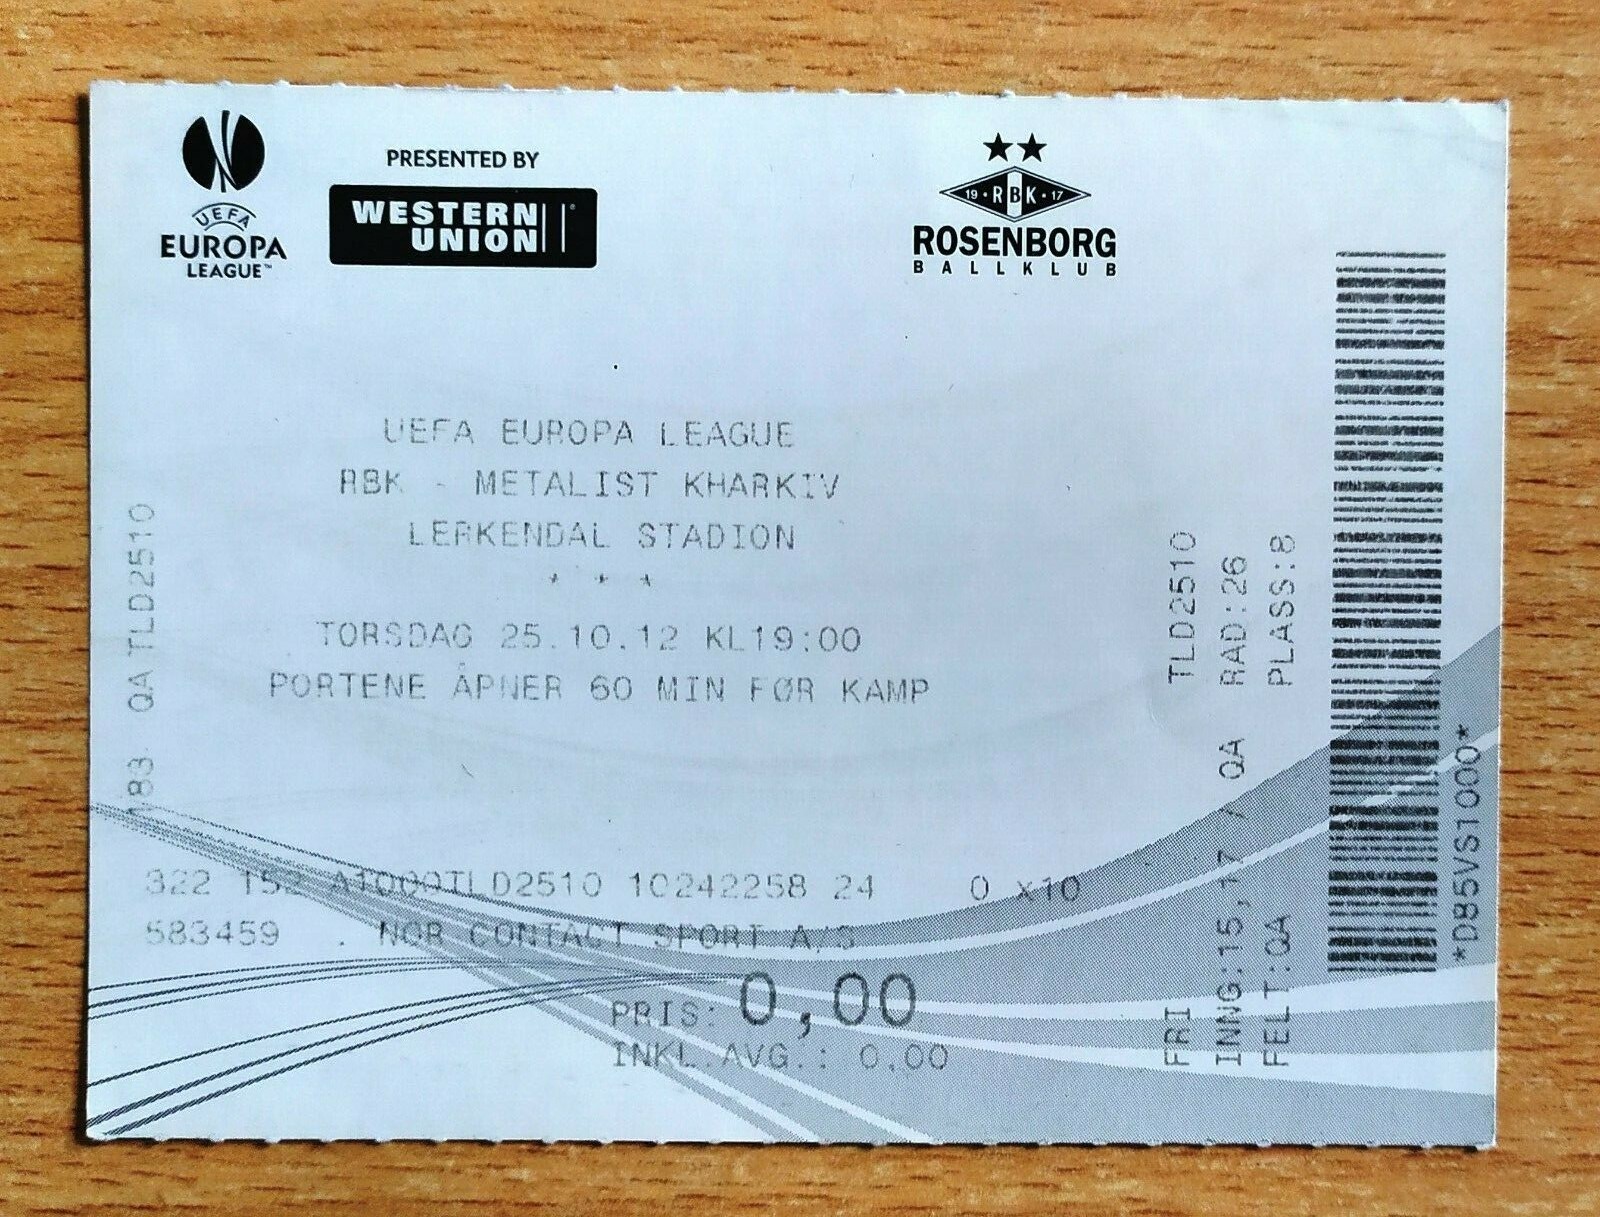 UEFA
EUROPA
LEAGUE™
PRESENTED BY
WESTERN
UNION
19 · RBK · 17
ROSENBORG
BALLKLUB
UEFA EUROPA LEAGUE
RBK - METALIST KHARKIV
LERKENDAL STADION
* * *
TORSDAG 25.10.12 KL19:00
PORTENE ÅPNER 60 MIN FØR KAMP
322 152 A1000TLD2510 10242258 24 0 x10
583459 . NOR CONTACT SPORT A/S
PRIS: 0,00
INKL.AVG.: 0,00
183. QA TLD2510
FRI TLD2510
INNG:15,17 / QA RAD:26
FELT:QA PLASS:8
*D85VS1000*